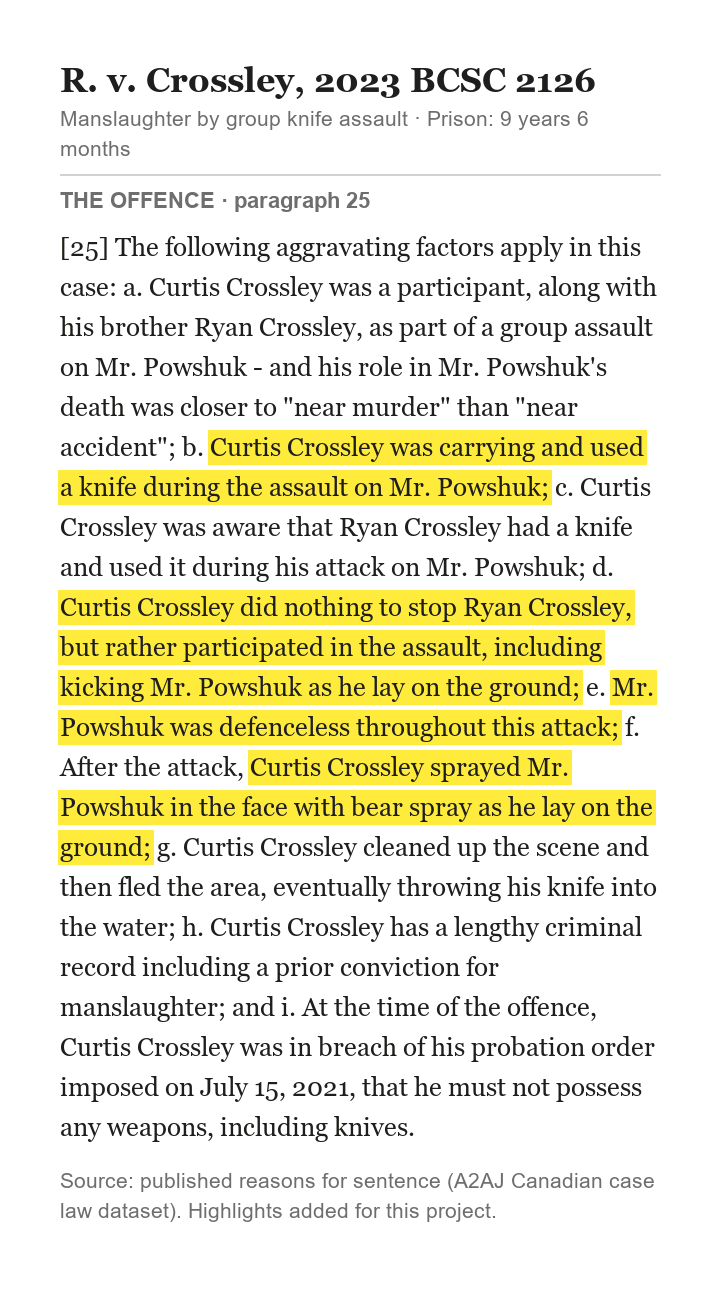 R. v. Crossley, 2023 BCSC 2126
Manslaughter by group knife assault · Prison: 9 years 6
months
THE OFFENCE · paragraph 25
[25] The following aggravating factors apply in this
case: a. Curtis Crossley was a participant, along with
his brother Ryan Crossley, as part of a group assault
on Mr. Powshuk - and his role in Mr. Powshuk's
death was closer to "near murder" than "near
accident"; b. Curtis Crossley was carrying and used
a knife during the assault on Mr. Powshuk; c. Curtis
Crossley was aware that Ryan Crossley had a knife
and used it during his attack on Mr. Powshuk; d.
Curtis Crossley did nothing to stop Ryan Crossley,
but rather participated in the assault, including
kicking Mr. Powshuk as he lay on the ground; e. Mr.
Powshuk was defenceless throughout this attack; f.
After the attack, Curtis Crossley sprayed Mr.
Powshuk in the face with bear spray as he lay on the
ground; g. Curtis Crossley cleaned up the scene and
then fled the area, eventually throwing his knife into
the water; h. Curtis Crossley has a lengthy criminal
record including a prior conviction for
manslaughter; and i. At the time of the offence,
Curtis Crossley was in breach of his probation order
imposed on July 15, 2021, that he must not possess
any weapons, including knives.
Source: published reasons for sentence (A2AJ Canadian case
law dataset). Highlights added for this project.